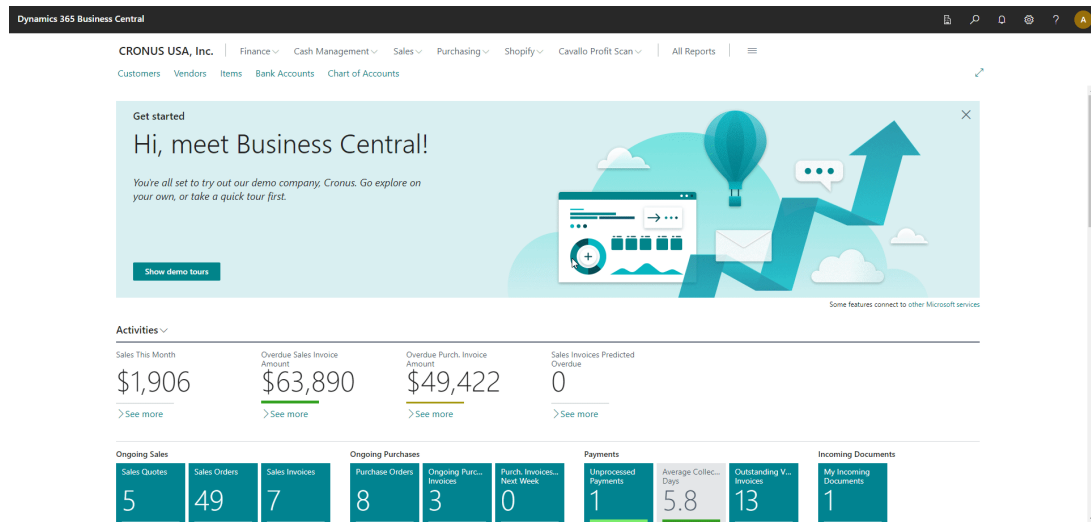 Dynamics 365 Business Central
?
A
CRONUS USA, Inc.
Finance
Cash Management
Sales
Purchasing
Shopify
Cavallo Profit Scan
All Reports
Customers
Vendors
Items
Bank Accounts
Chart of Accounts
Get started
Hi, meet Business Central!
You're all set to try out our demo company, Cronus. Go explore on
your own, or take a quick tour first.
Show demo tours
Some features connect to other Microsoft services
Activities
Sales This Month
$1,906
See more
Overdue Sales Invoice
Amount
$63,890
See more
Overdue Purch. Invoice
Amount
$49,422
See more
Sales Invoices Predicted
Overdue
0
See more
Ongoing Sales
Sales Quotes
5
Sales Orders
49
Sales Invoices
7
Ongoing Purchases
Purchase Orders
8
Ongoing Purc...
Invoices
3
Purch. Invoices...
Next Week
0
Payments
Unprocessed
Payments
1
Average Collec...
Days
5.8
Outstanding V...
Invoices
13
Incoming Documents
My Incoming
Documents
1